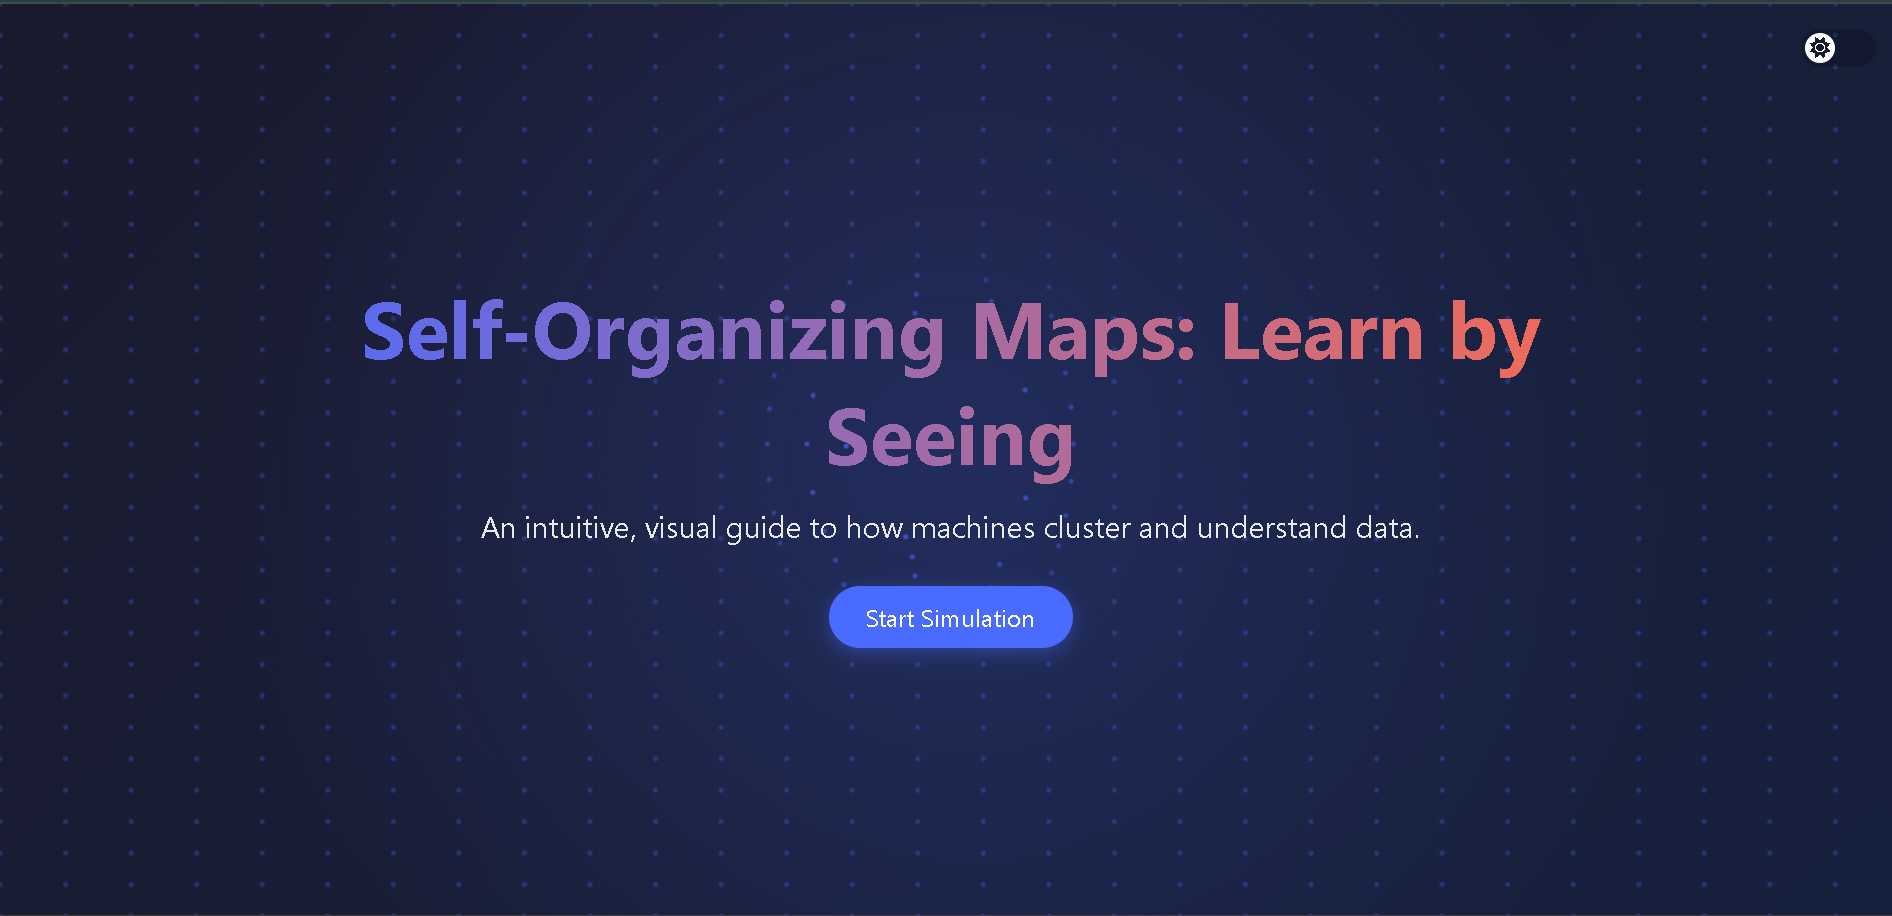 Self-Organizing Maps: Learn by
Seeing
An intuitive, visual guide to how machines cluster and understand data.
Start Simulation